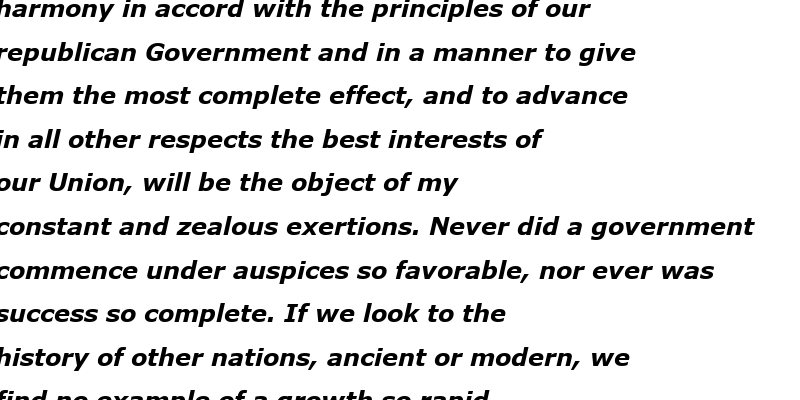 harmony in accord with the principles of our
republican Government and in a manner to give
them the most complete effect, and to advance
in all other respects the best interests of
our Union, will be the object of my
constant and zealous exertions. Never did a government
commence under auspices so favorable, nor ever was
success so complete. If we look to the
history of other nations, ancient or modern, we
find no example of a growth so rapid